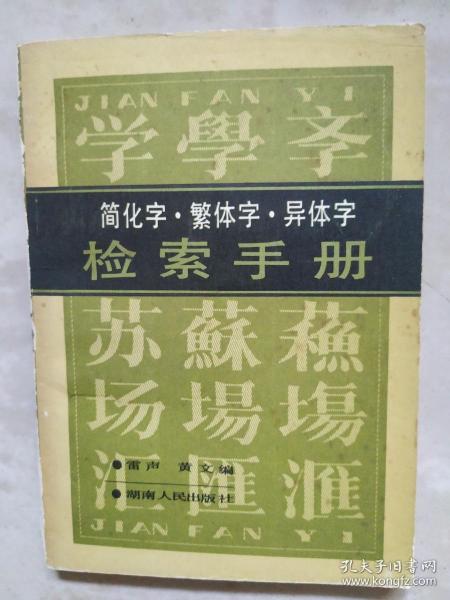 JIAN FAN YI
学 學 斈
简化字·繁体字·异体字
检索手册
苏 蘇 蘓
场 場 塲
汇 匯 滙
●雷声 黄文编
●湖南人民出版社
JIAN FAN YI
孔夫子旧书网
www.kongfz.com